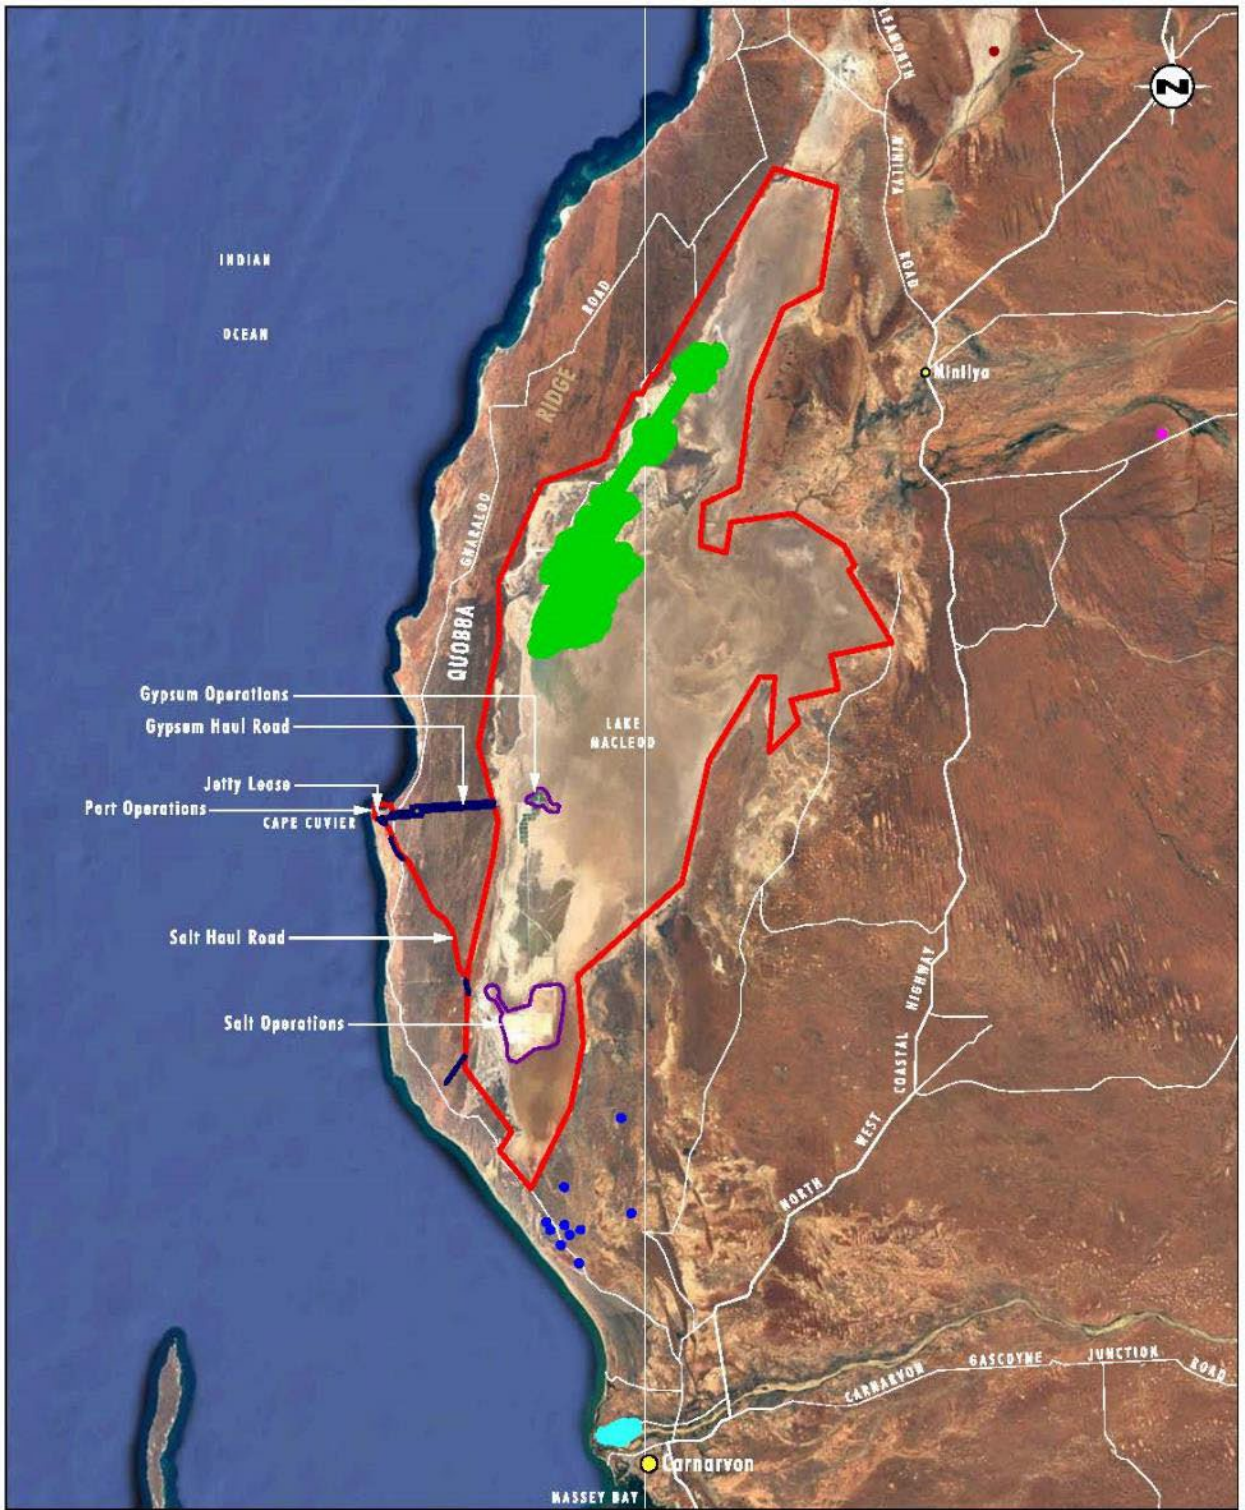 LEAMONTH
N
MINILYA
ROAD
INDIAN
OCEAN
ROAD
Minilya
RIDGE
GNARALOO
QUOBBA
Gypsum Operations
Gypsum Haul Road
LAKE
MACLEOD
Jetty Lease
Port Operations
CAPE CUVIER
Salt Haul Road
Salt Operations
NORTH WEST COASTAL HIGHWAY
CARNARVON GASCOYNE JUNCTION ROAD
Carnarvon
MASSEY BAY